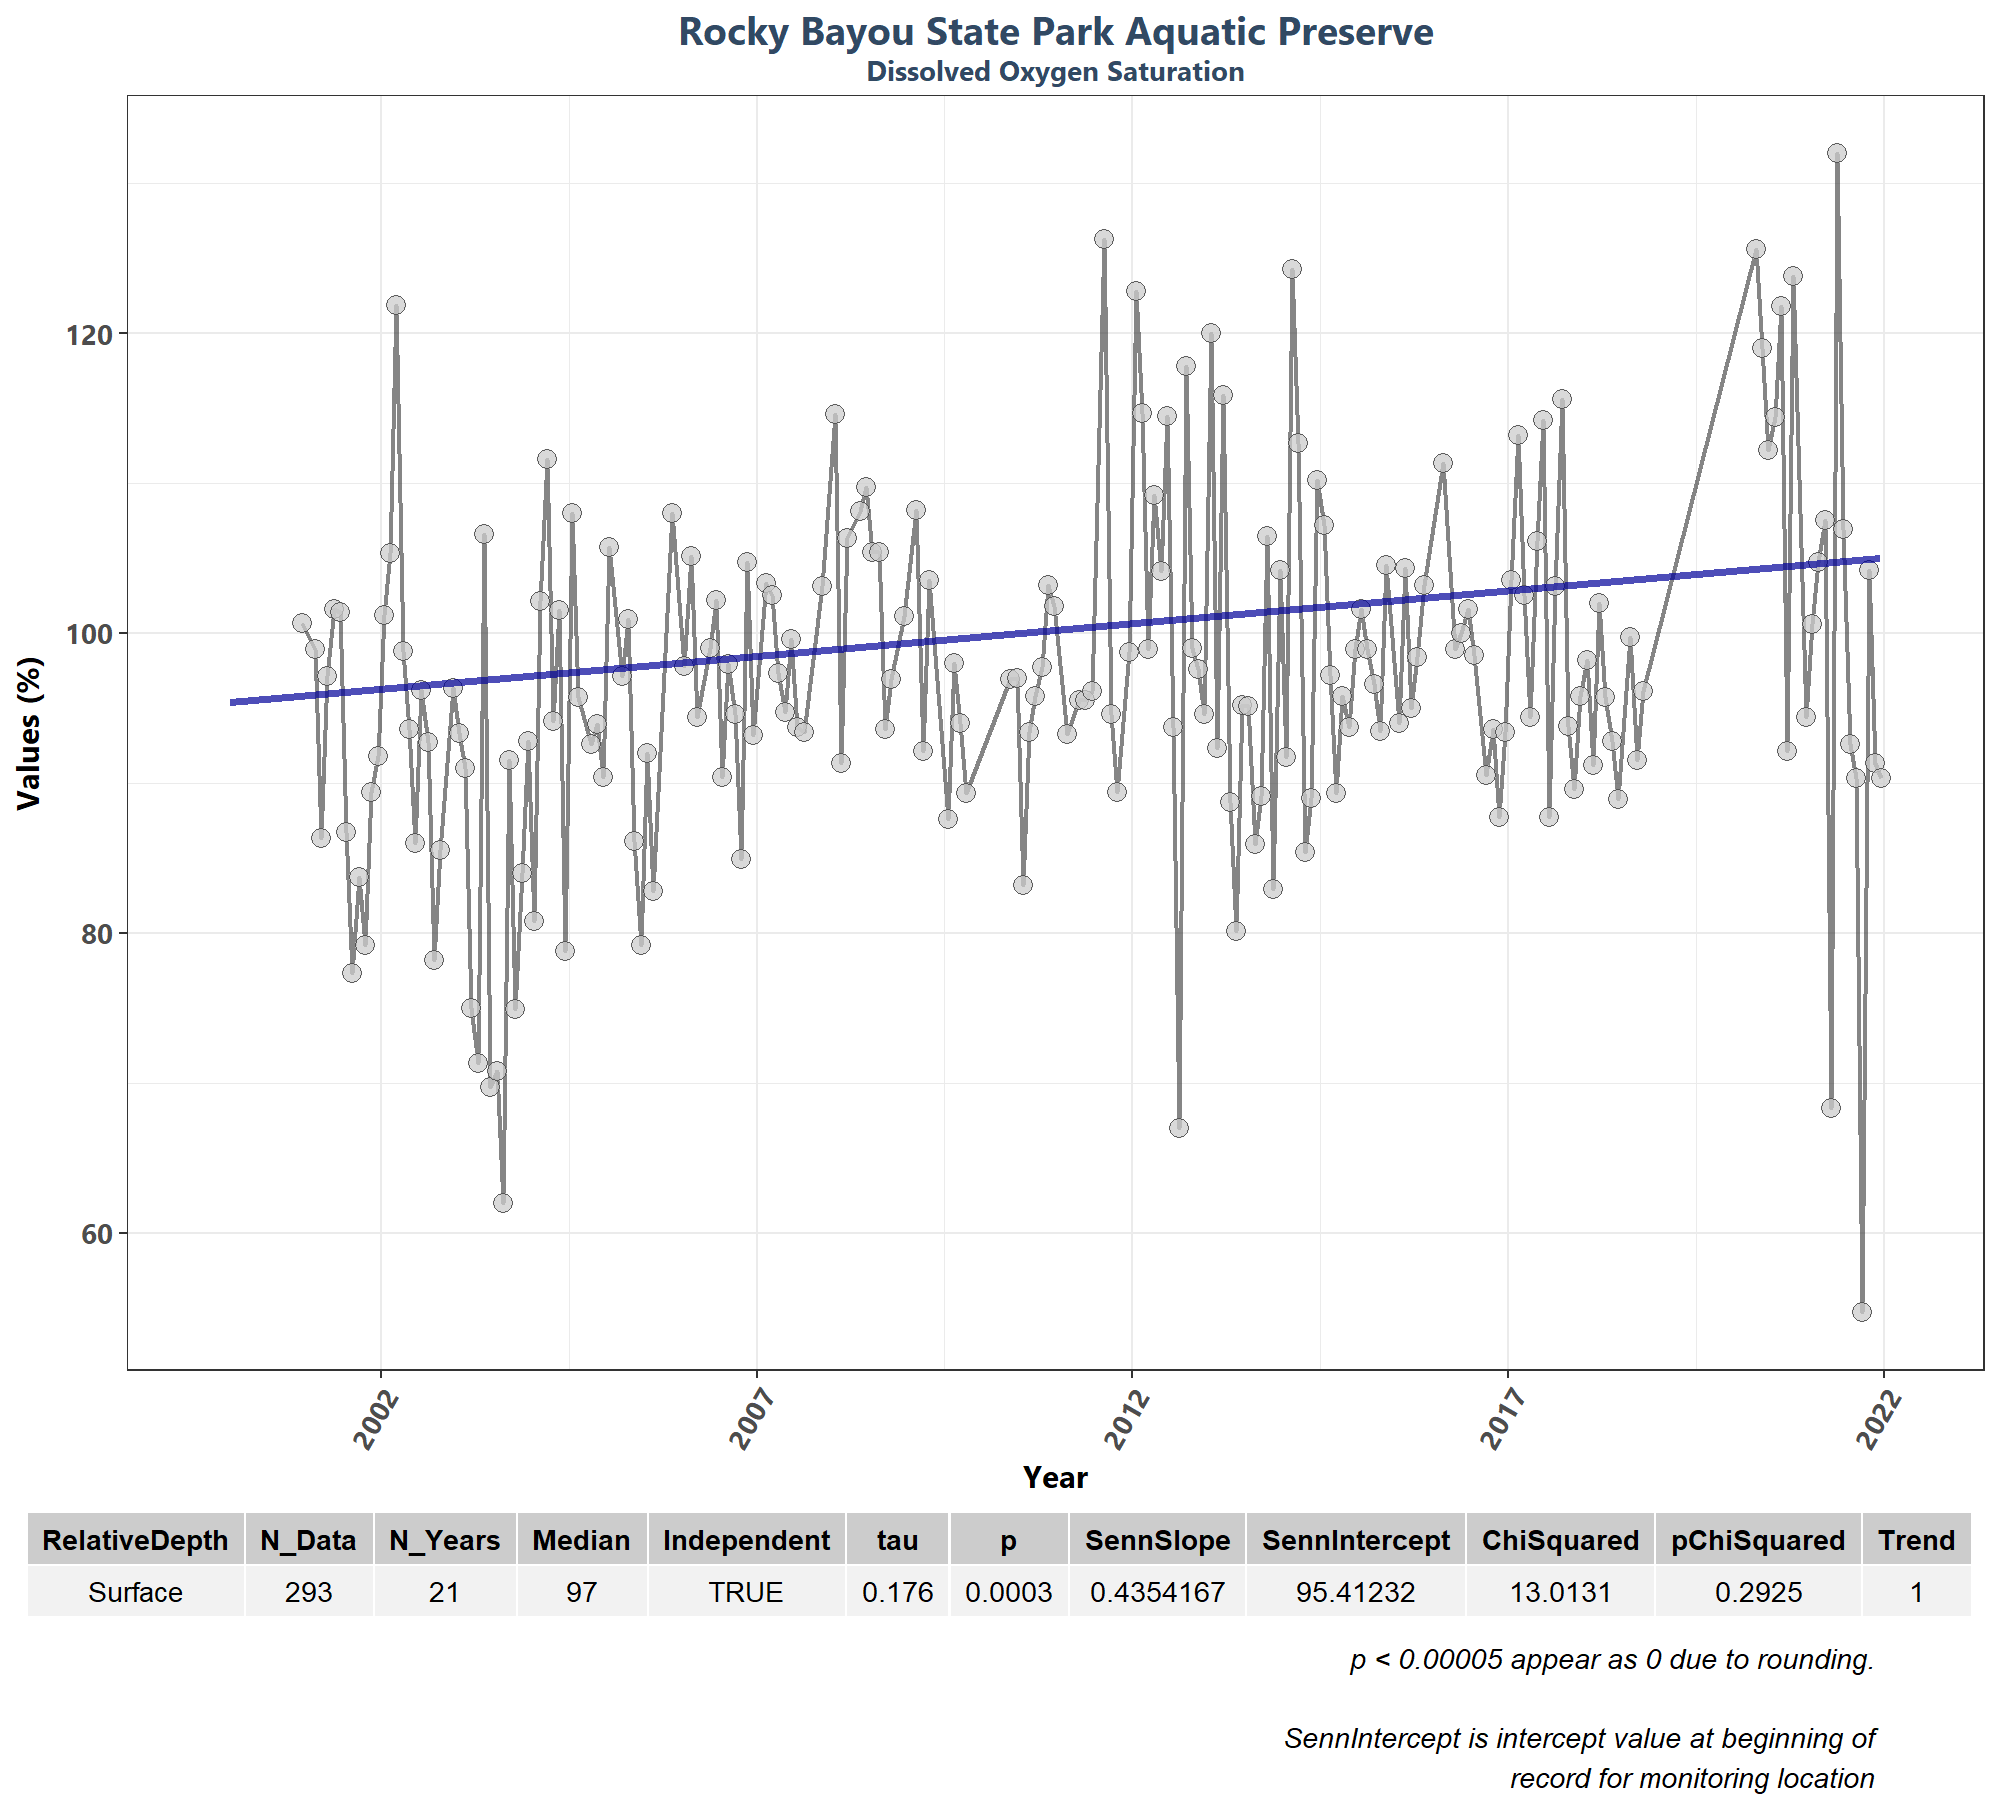 Rocky Bayou State Park Aquatic Preserve
Dissolved Oxygen Saturation
Values (%)
120
100
80
60
2002 2007 2012 2017 2022
Year
RelativeDepth N_Data N_Years Median Independent tau p SennSlope SennIntercept ChiSquared pChiSquared Trend
Surface 293 21 97 TRUE 0.176 0.0003 0.4354167 95.41232 13.0131 0.2925 1
p < 0.00005 appear as 0 due to rounding.
SennIntercept is intercept value at beginning of
record for monitoring location